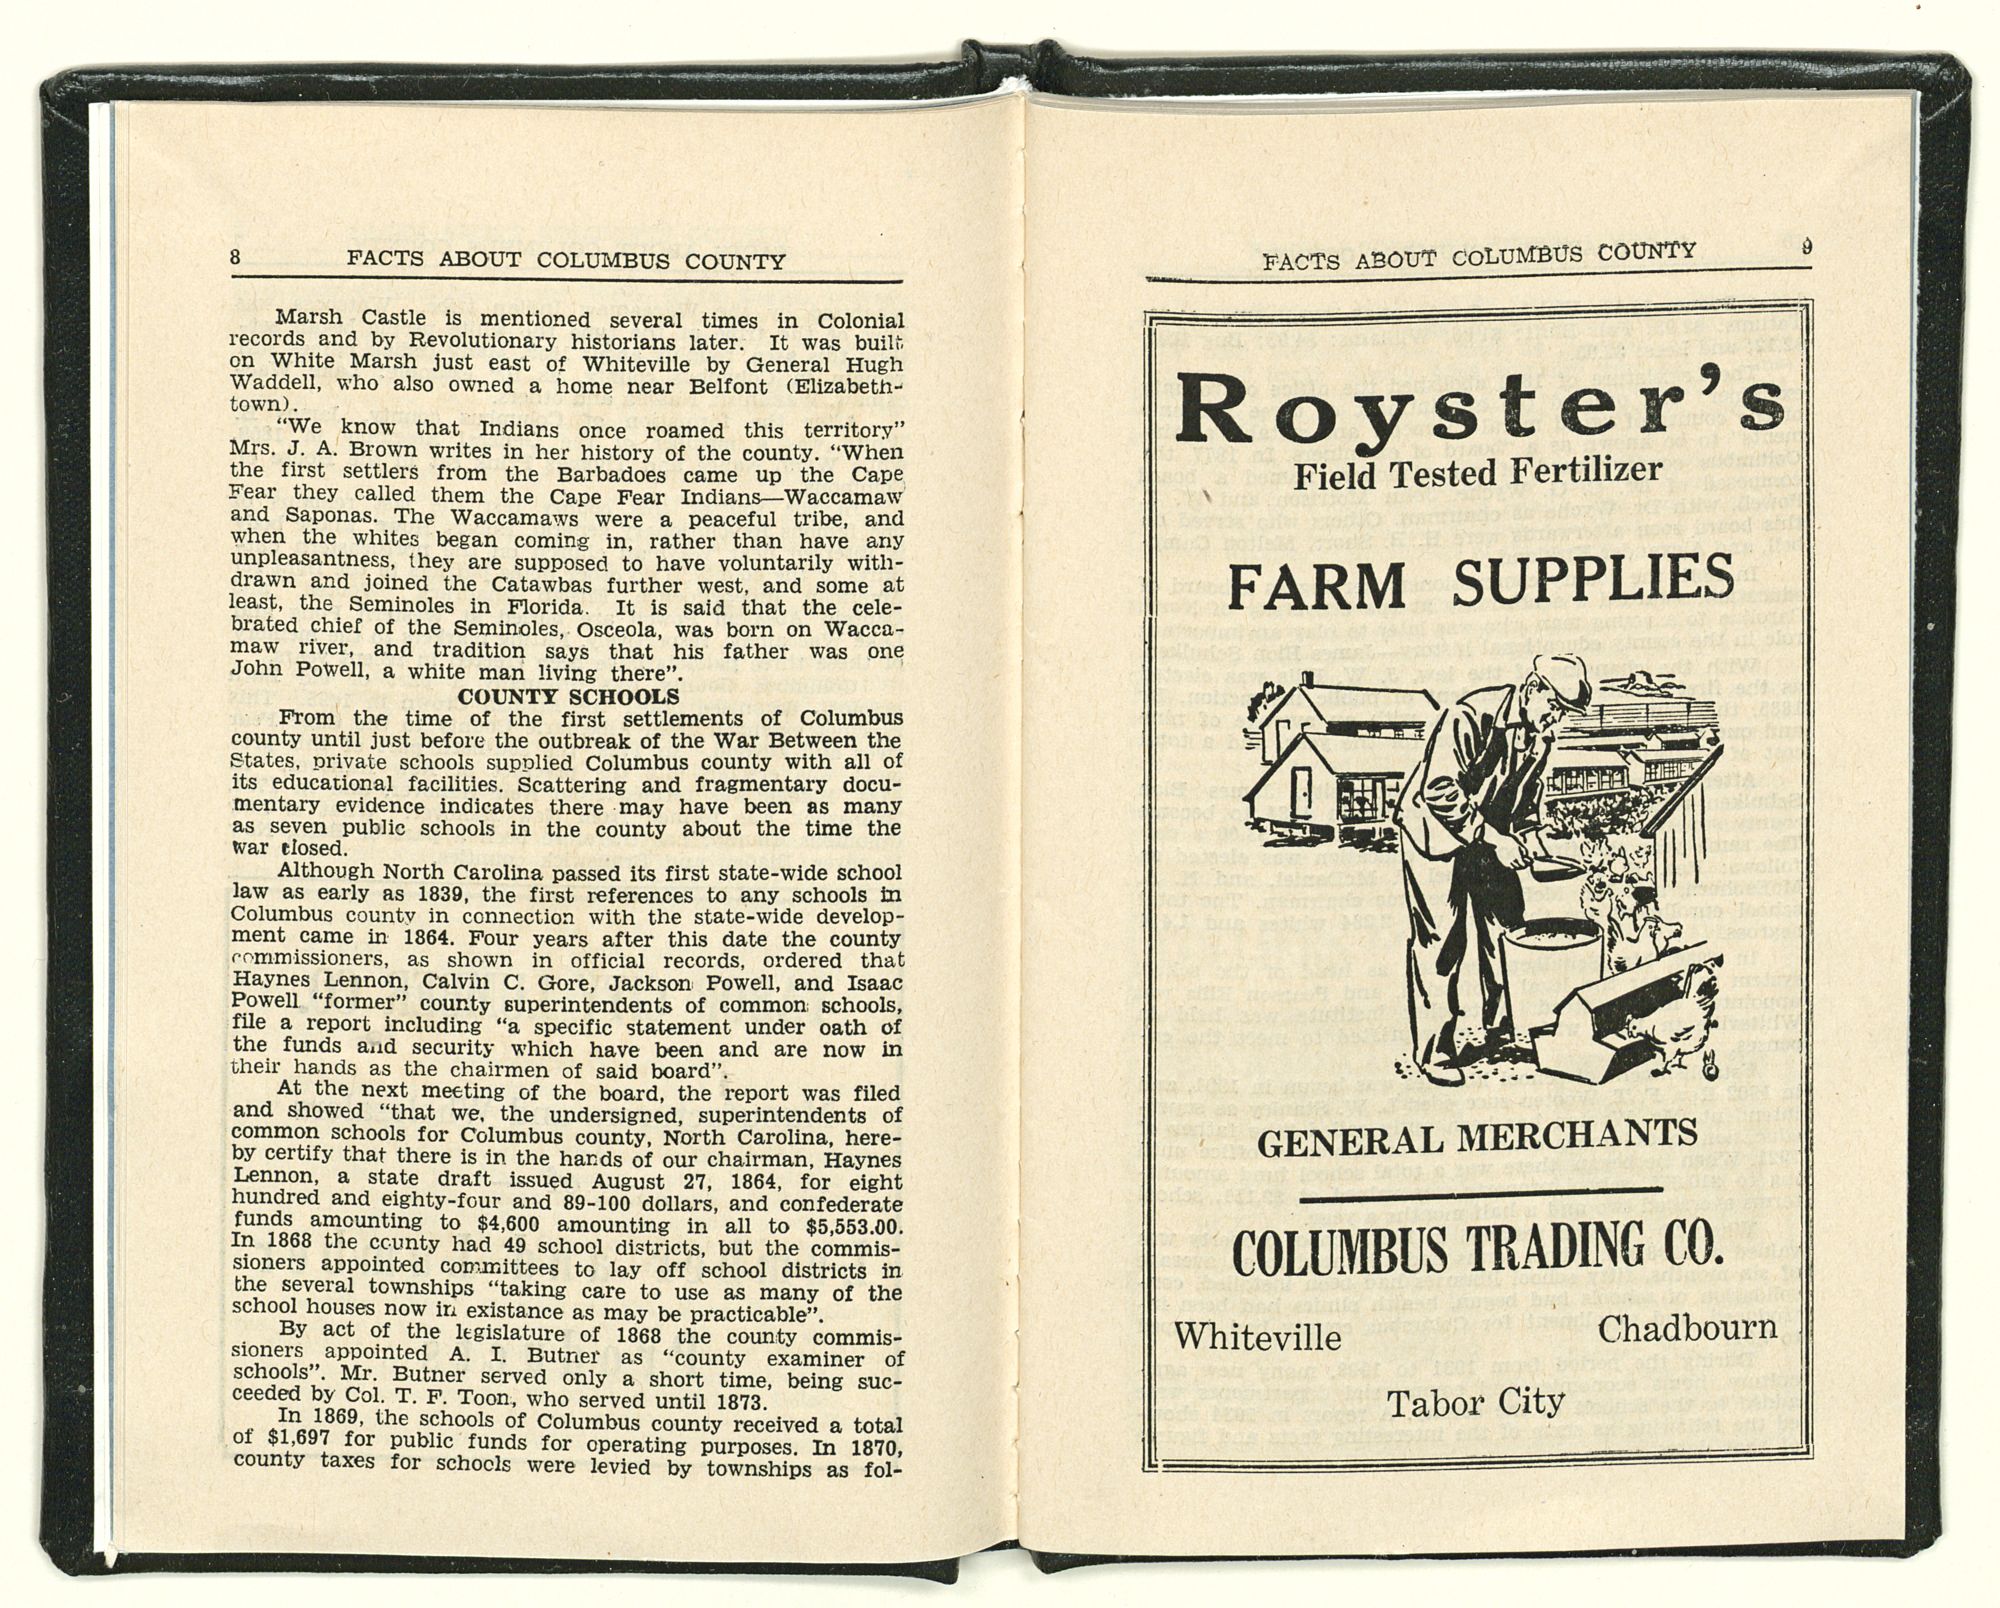 8 FACTS ABOUT COLUMBUS COUNTY
Marsh Castle is mentioned several times in Colonial
records and by Revolutionary historians later. It was built
on White Marsh just east of Whiteville by General Hugh
Waddell, who also owned a home near Belfont (Elizabeth-
town).
"We know that Indians once roamed this territory"
Mrs. J. A. Brown writes in her history of the county. "When
the first settlers from the Barbadoes came up the Cape
Fear they called them the Cape Fear Indians—Waccamaw
and Saponas. The Waccamaws were a peaceful tribe, and
when the whites began coming in, rather than have any
unpleasantness, they are supposed to have voluntarily with-
drawn and joined the Catawbas further west, and some at
least, the Seminoles in Florida. It is said that the cele-
brated chief of the Seminoles, Osceola, was born on Wacca-
maw river, and tradition says that his father was one
John Powell, a white man living there".
COUNTY SCHOOLS
From the time of the first settlements of Columbus
county until just before the outbreak of the War Between the
States, private schools supplied Columbus county with all of
its educational facilities. Scattering and fragmentary docu-
mentary evidence indicates there may have been as many
as seven public schools in the county about the time the
war closed.
Although North Carolina passed its first state-wide school
law as early as 1839, the first references to any schools in
Columbus county in connection with the state-wide develop-
ment came in 1864. Four years after this date the county
commissioners, as shown in official records, ordered that
Haynes Lennon, Calvin C. Gore, Jackson Powell, and Isaac
Powell "former" county superintendents of common schools,
file a report including "a specific statement under oath of
the funds and security which have been and are now in
their hands as the chairmen of said board".
At the next meeting of the board, the report was filed
and showed "that we, the undersigned, superintendents of
common schools for Columbus county, North Carolina, here-
by certify that there is in the hands of our chairman, Haynes
Lennon, a state draft issued August 27, 1864, for eight
hundred and eighty-four and 89-100 dollars, and confederate
funds amounting to $4,600 amounting in all to $5,553.00.
In 1868 the county had 49 school districts, but the commis-
sioners appointed committees to lay off school districts in
the several townships "taking care to use as many of the
school houses now in existance as may be practicable".
By act of the legislature of 1868 the county commis-
sioners appointed A. I. Butner as "county examiner of
schools". Mr. Butner served only a short time, being suc-
ceeded by Col. T. F. Toon, who served until 1873.
In 1869, the schools of Columbus county received a total
of $1,697 for public funds for operating purposes. In 1870,
county taxes for schools were levied by townships as fol-
FACTS ABOUT COLUMBUS COUNTY 9
Royster's
Field Tested Fertilizer
FARM SUPPLIES
GENERAL MERCHANTS
COLUMBUS TRADING CO.
Whiteville Chadbourn
Tabor City